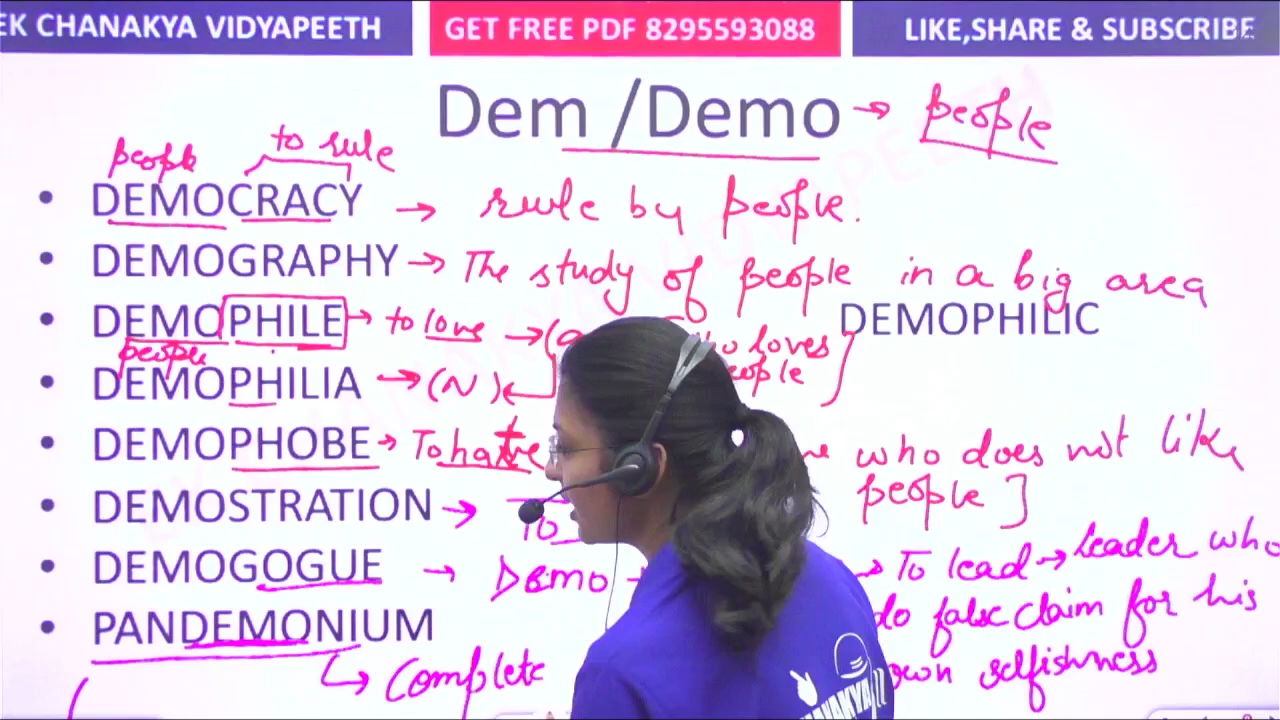 EK CHANAKYA VIDYAPEETH
GET FREE PDF 8295593088
LIKE,SHARE & SUBSCRIBE
Dem /Demo → people
people to rule
• DEMOCRACY → rule by people.
• DEMOGRAPHY → The study of people in a big area
• DEMOPHILE → to love → who loves people DEMOPHILIC
people
• DEMOPHILIA → (N)
• DEMOPHOBE → To hate who does not like people ]
• DEMOSTRATION → To
• DEMOGOGUE → Demo → To lead → leader who do false claim for his own selfishness
• PANDEMONIUM
↳ Complete